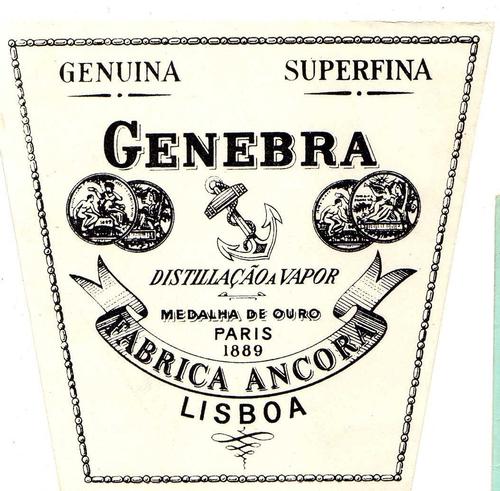 GENUINA SUPERFINA
GENEBRA
DISTILLAÇÃO A VAPOR
MEDALHA DE OURO
PARIS
1889
FABRICA ANCORA
LISBOA